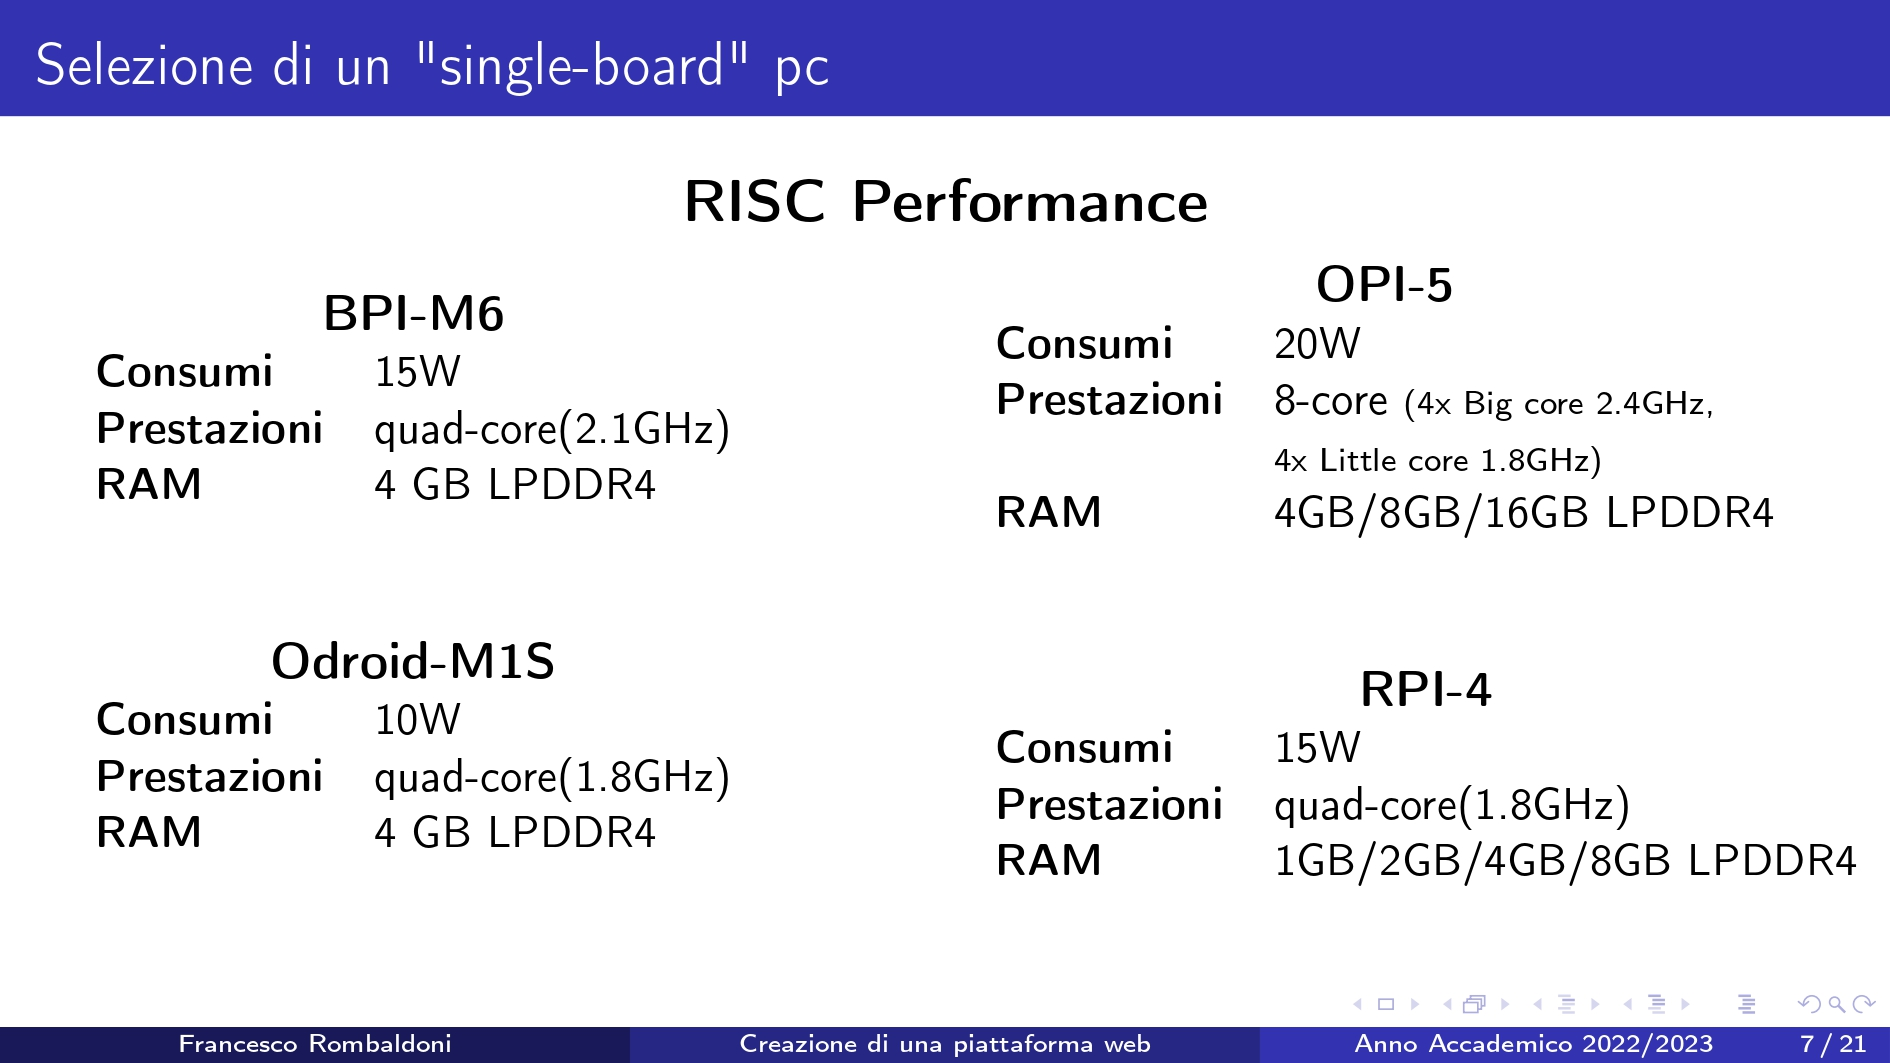 Selezione di un "single-board" pc
RISC Performance
BPI-M6
Consumi 15W
Prestazioni quad-core(2.1GHz)
RAM 4 GB LPDDR4
OPI-5
Consumi 20W
Prestazioni 8-core (4x Big core 2.4GHz,
4x Little core 1.8GHz)
RAM 4GB/8GB/16GB LPDDR4
Odroid-M1S
Consumi 10W
Prestazioni quad-core(1.8GHz)
RAM 4 GB LPDDR4
RPI-4
Consumi 15W
Prestazioni quad-core(1.8GHz)
RAM 1GB/2GB/4GB/8GB LPDDR4
Francesco Rombaldoni Creazione di una piattaforma web Anno Accademico 2022/2023 7 / 21